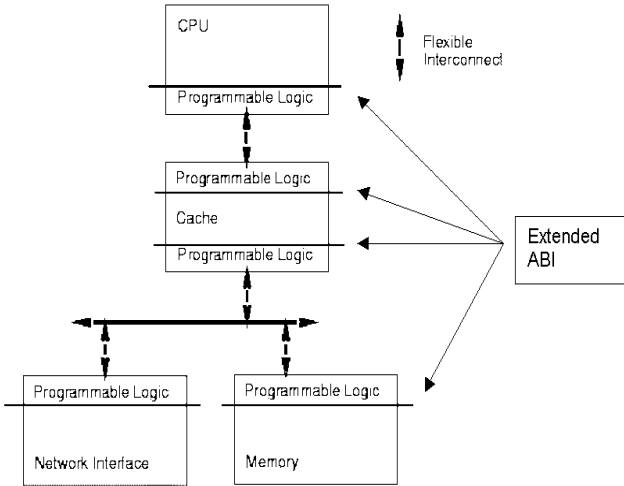 CPU
Flexible
Interconnect
Programmable Logic
Programmable Logic
Cache
Programmable Logic
Extended
ABI
Programmable Logic
Programmable Logic
Network Interface
Memory